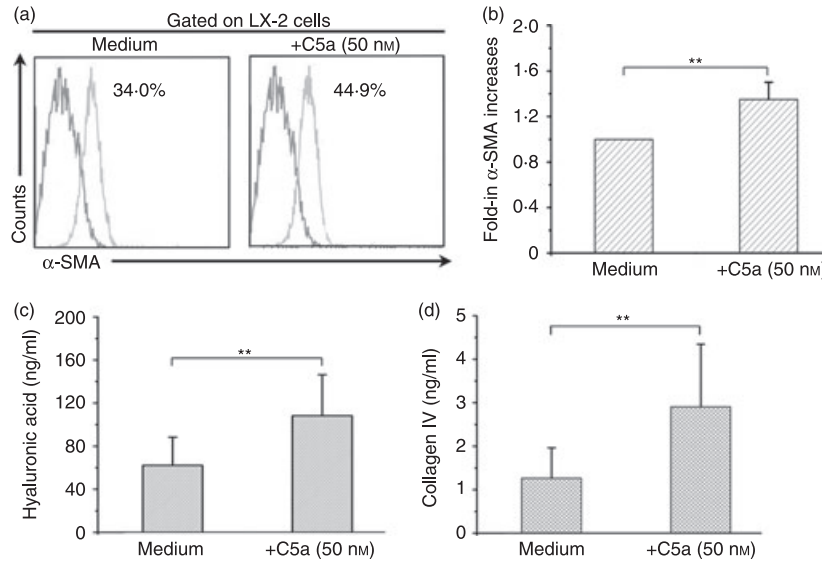 (a)
Gated on LX-2 cells
Medium
+C5a (50 nM)
34·0%
44·9%
Counts
α-SMA
(b)
Fold-in α-SMA increases
2·0
1·6
1·2
0·8
0·4
0
**
Medium
+C5a (50 nM)
(c)
Hyaluronic acid (ng/ml)
200
160
120
80
40
0
**
Medium
+C5a (50 nM)
(d)
Collagen IV (ng/ml)
5
4
3
2
1
0
**
Medium
+C5a (50 nM)